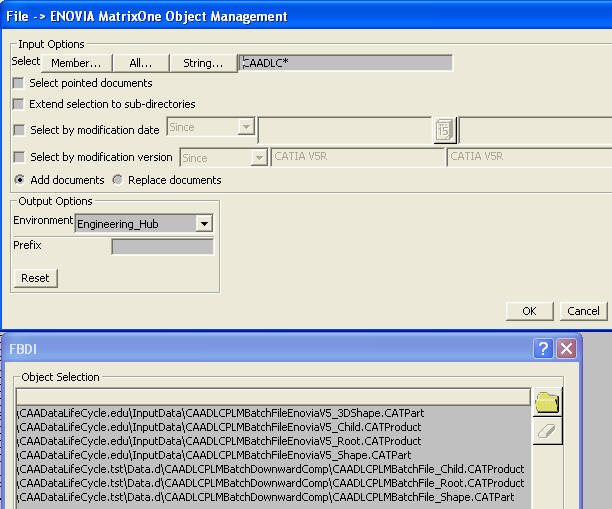 File -> ENOVIA MatrixOne Object Management
Input Options
Select Member... All... String... CAADLC*
Select pointed documents
Extend selection to sub-directories
Select by modification date Since 15
Select by modification version Since CATIA V5R CATIA V5R
Add documents Replace documents
Output Options
Environment Engineering_Hub
Prefix
Reset
OK Cancel
FBDI ? X
Object Selection
\CAADataLifeCycle.edu\InputData\CAADLCPLMBatchFileEnoviaV5_3DShape.CATPart
\CAADataLifeCycle.edu\InputData\CAADLCPLMBatchFileEnoviaV5_Child.CATProduct
\CAADataLifeCycle.edu\InputData\CAADLCPLMBatchFileEnoviaV5_Root.CATProduct
\CAADataLifeCycle.edu\InputData\CAADLCPLMBatchFileEnoviaV5_Shape.CATPart
\CAADataLifeCycle.tst\Data.d\CAADLCPLMBatchDownwardComp\CAADLCPLMBatchFile_Child.CATProduct
\CAADataLifeCycle.tst\Data.d\CAADLCPLMBatchDownwardComp\CAADLCPLMBatchFile_Root.CATProduct
\CAADataLifeCycle.tst\Data.d\CAADLCPLMBatchDownwardComp\CAADLCPLMBatchFile_Shape.CATPart